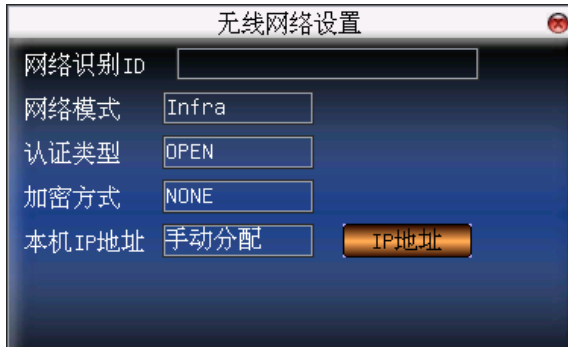 无线网络设置
网络识别ID
网络模式 Infra
认证类型 OPEN
加密方式 NONE
本机IP地址 手动分配 IP地址